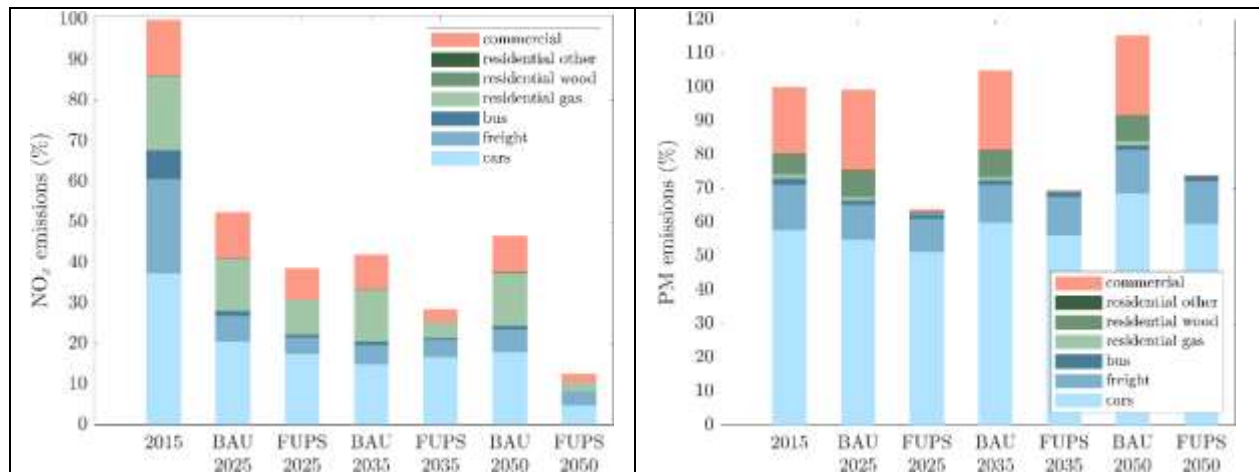 NOₓ emissions (%)
100
90
80
70
60
50
40
30
20
10
0
commercial
residential other
residential wood
residential gas
bus
freight
cars
2015 BAU FUPS BAU FUPS BAU FUPS
2025 2025 2035 2035 2050 2050
PM emissions (%)
120
110
100
90
80
70
60
50
40
30
20
10
0
commercial
residential other
residential wood
residential gas
bus
freight
cars
2015 BAU FUPS BAU FUPS BAU FUPS
2025 2025 2035 2035 2050 2050